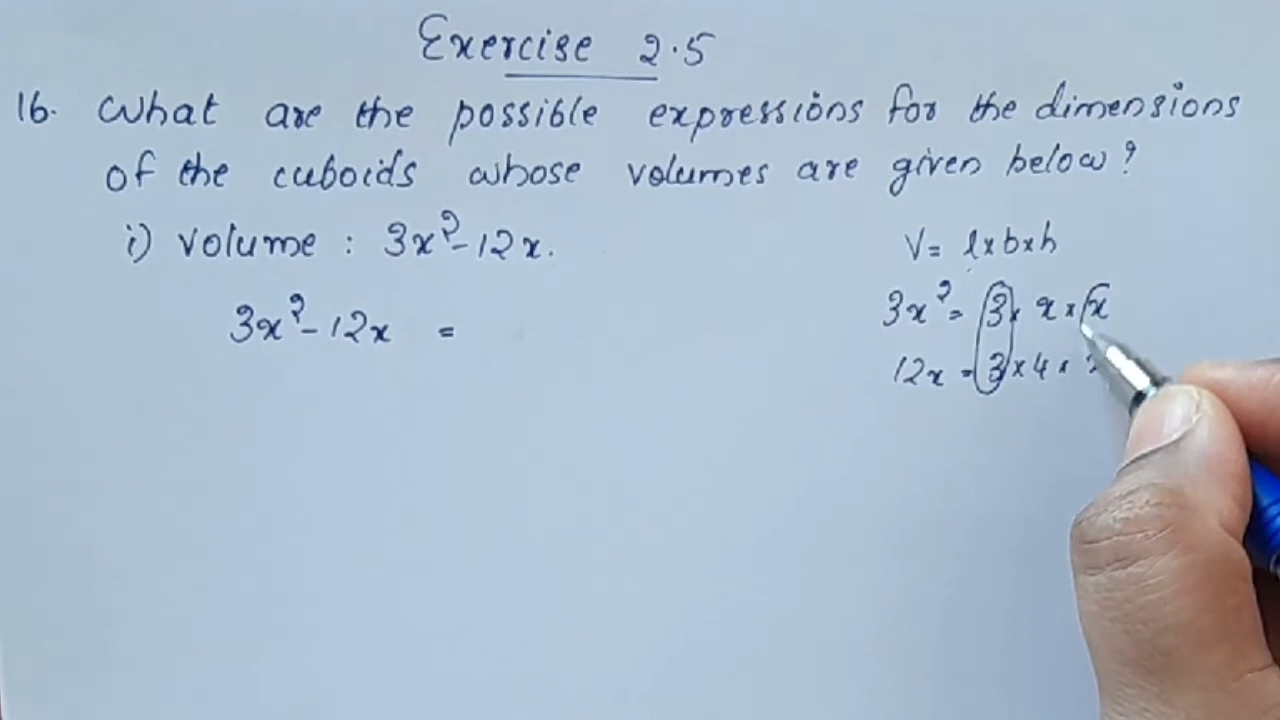 Exercise 2.5
16. What are the possible expressions for the dimensions
of the cuboids whose volumes are given below?
i) volume : 3x² - 12x.
V = l x b x h
3x² - 12x =
3x² = 3 x x x x
12x = 3 x 4 x